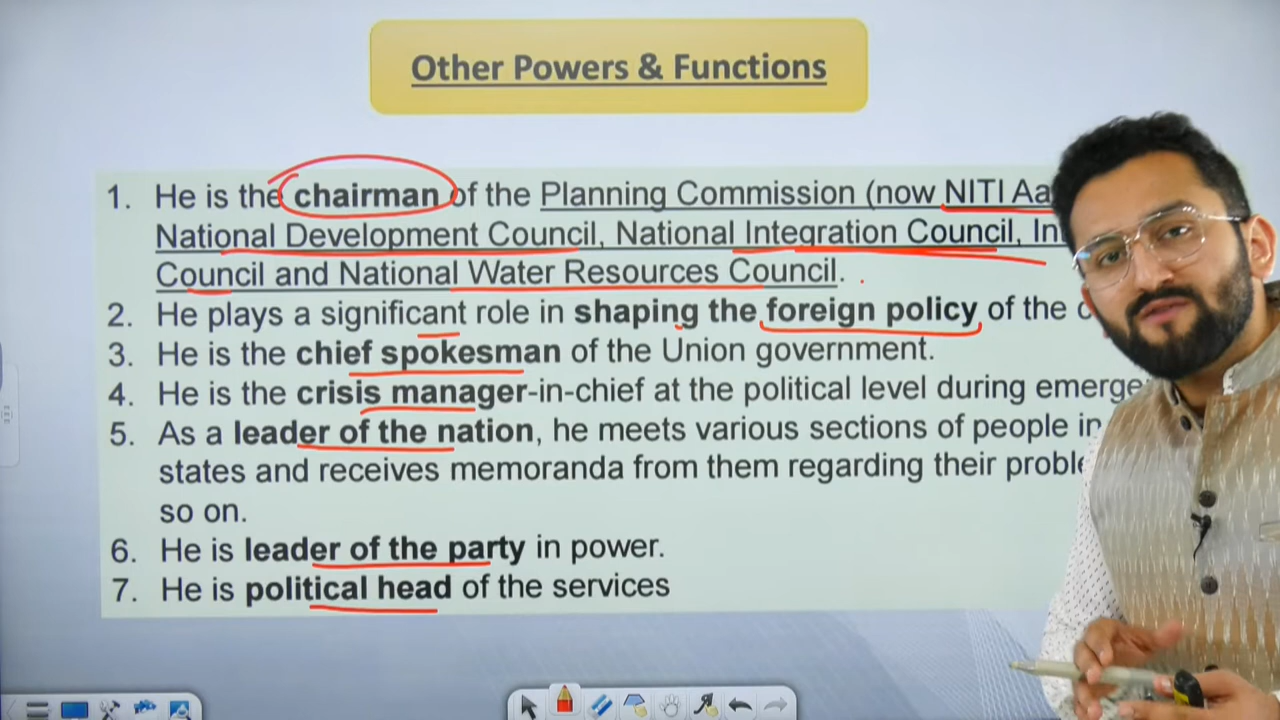 Other Powers & Functions
1. He is the chairman of the Planning Commission (now NITI
National Development Council, National Integration Council,
Council and National Water Resources Council.
2. He plays a significant role in shaping the foreign policy of the
3. He is the chief spokesman of the Union government.
4. He is the crisis manager-in-chief at the political level during
5. As a leader of the nation, he meets various sections of people in
states and receives memoranda from them regarding their
so on.
6. He is leader of the party in power.
7. He is political head of the services